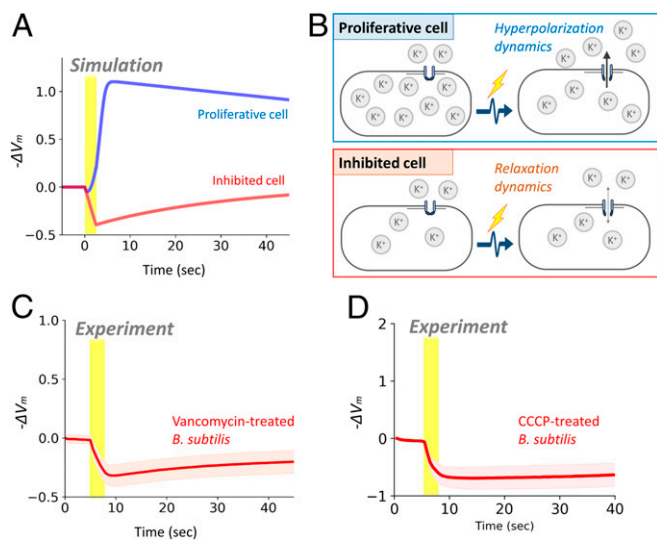 A
Simulation
1.0
0.5
0.0
−0.5
-ΔVm
Proliferative cell
Inhibited cell
0 10 20 30 40
Time (sec)
B
Proliferative cell
Hyperpolarization
dynamics
K+ K+ K+ K+ K+
K+ K+ K+ K+ K+ K+ K+ K+ K+ K+ K+ K+
Inhibited cell
Relaxation
dynamics
K+ K+ K+ K+
K+ K+ K+ K+ K+ K+
C
Experiment
1.0
0.5
0.0
−0.5
-ΔVm
Vancomycin-treated
B. subtilis
0 10 20 30 40
Time (sec)
D
Experiment
2
1
0
−1
-ΔVm
CCCP-treated
B. subtilis
0 10 20 30 40
Time (sec)